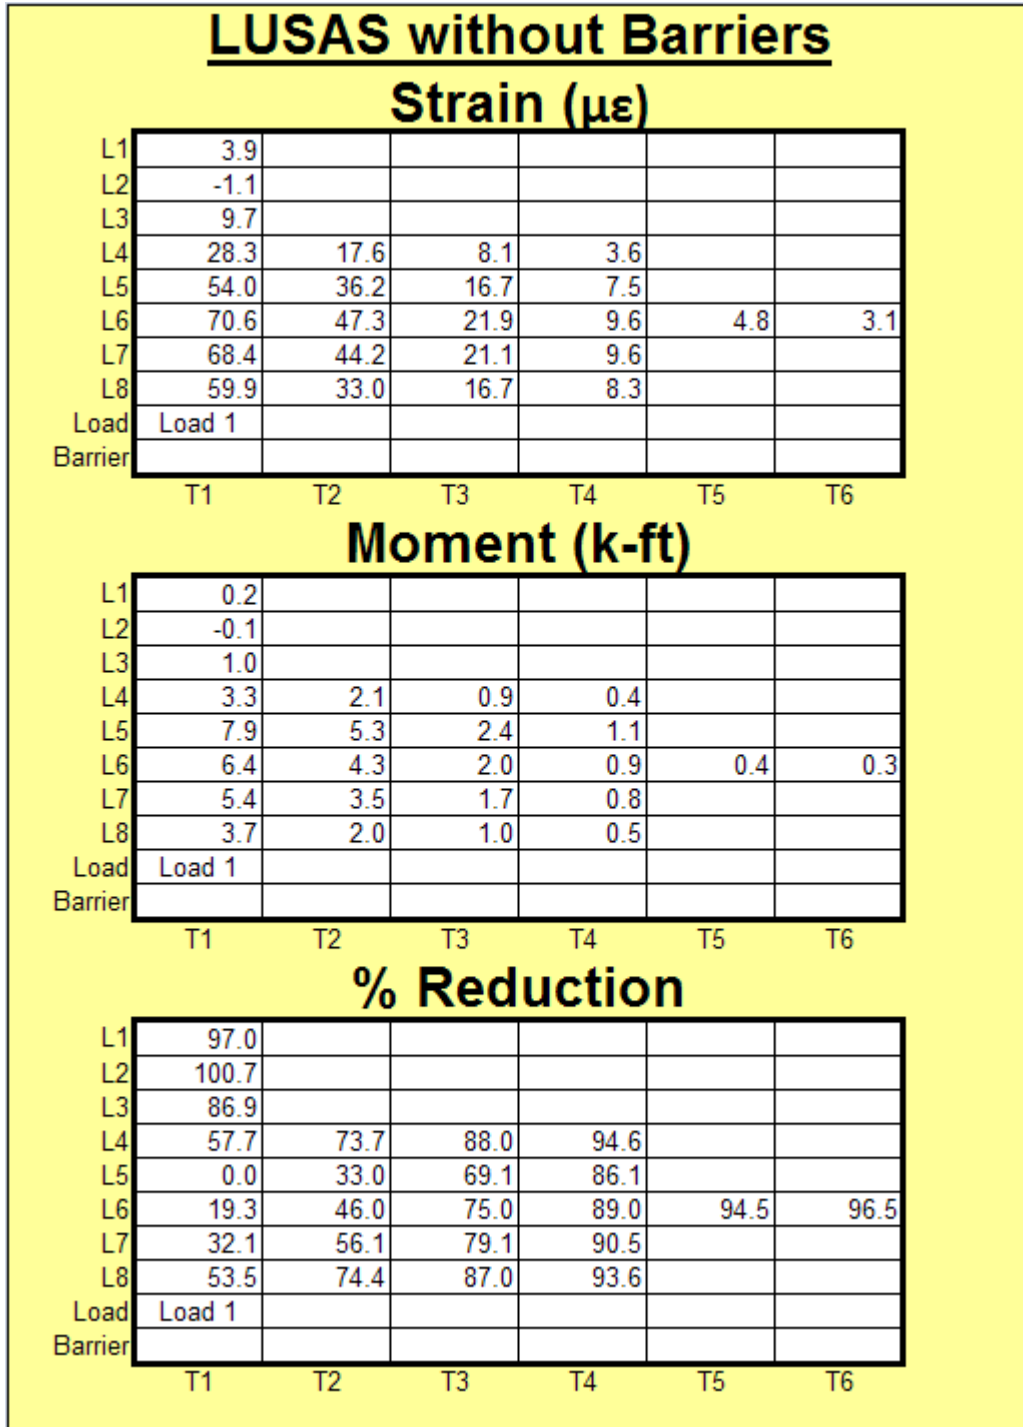 LUSAS without Barriers
Strain (με)
L1 3.9
L2 -1.1
L3 9.7
L4 28.3 17.6 8.1 3.6
L5 54.0 36.2 16.7 7.5
L6 70.6 47.3 21.9 9.6 4.8 3.1
L7 68.4 44.2 21.1 9.6
L8 59.9 33.0 16.7 8.3
Load Load 1
Barrier
T1 T2 T3 T4 T5 T6
Moment (k-ft)
L1 0.2
L2 -0.1
L3 1.0
L4 3.3 2.1 0.9 0.4
L5 7.9 5.3 2.4 1.1
L6 6.4 4.3 2.0 0.9 0.4 0.3
L7 5.4 3.5 1.7 0.8
L8 3.7 2.0 1.0 0.5
Load Load 1
Barrier
T1 T2 T3 T4 T5 T6
% Reduction
L1 97.0
L2 100.7
L3 86.9
L4 57.7 73.7 88.0 94.6
L5 0.0 33.0 69.1 86.1
L6 19.3 46.0 75.0 89.0 94.5 96.5
L7 32.1 56.1 79.1 90.5
L8 53.5 74.4 87.0 93.6
Load Load 1
Barrier
T1 T2 T3 T4 T5 T6